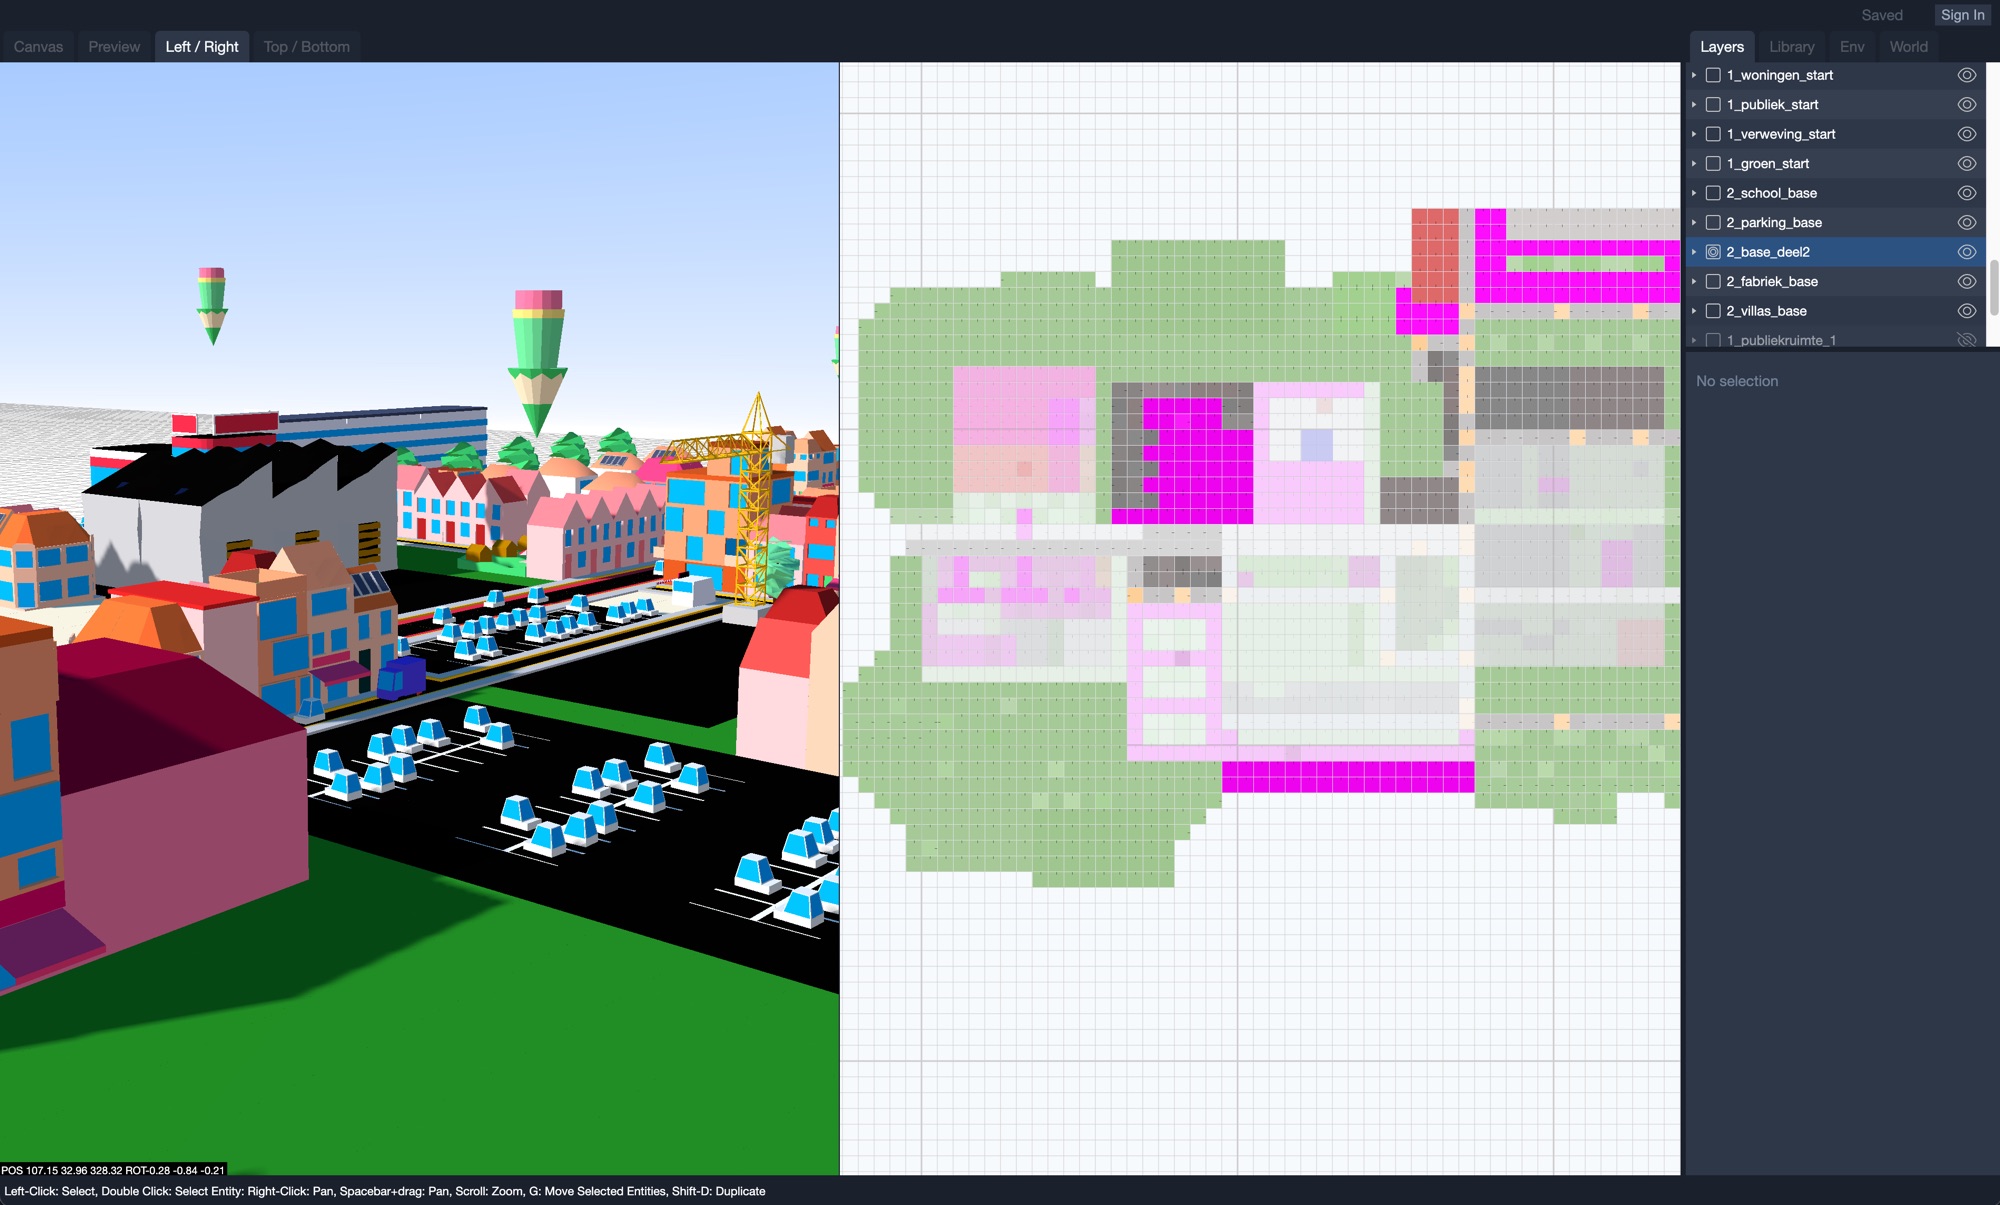 Saved Sign In
Canvas Preview Left / Right Top / Bottom Layers Library Env World
1_woningen_start
1_publiek_start
1_verweving_start
1_groen_start
2_school_base
2_parking_base
2_base_deel2
2_fabriek_base
2_villas_base
1_publiekruimte_1
No selection
POS 107.15 32.96 328.32 ROT-0.28 -0.84 -0.21
Left-Click: Select, Double Click: Select Entity: Right-Click: Pan, Spacebar+drag: Pan, Scroll: Zoom, G: Move Selected Entities, Shift-D: Duplicate